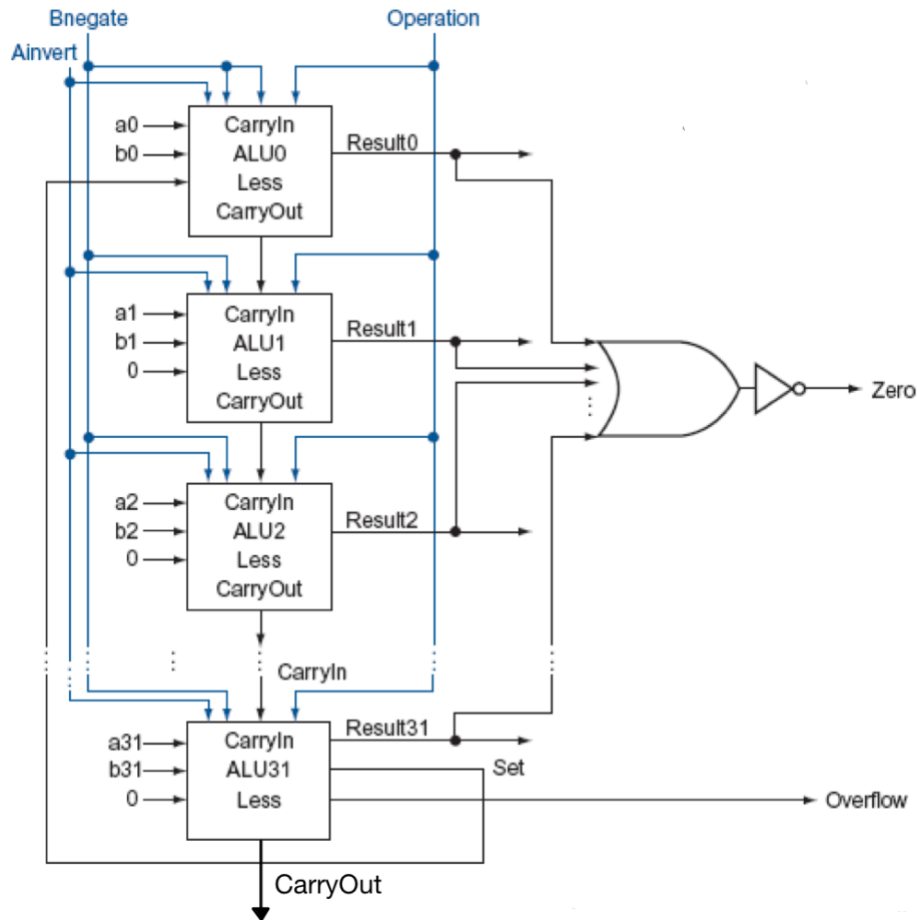 Bnegate
Operation
Ainvert
a0
b0
CarryIn
ALU0
Less
CarryOut
Result0
a1
b1
0
CarryIn
ALU1
Less
CarryOut
Result1
Zero
a2
b2
0
CarryIn
ALU2
Less
CarryOut
Result2
CarryIn
a31
b31
0
CarryIn
ALU31
Less
Result31
Set
Overflow
CarryOut